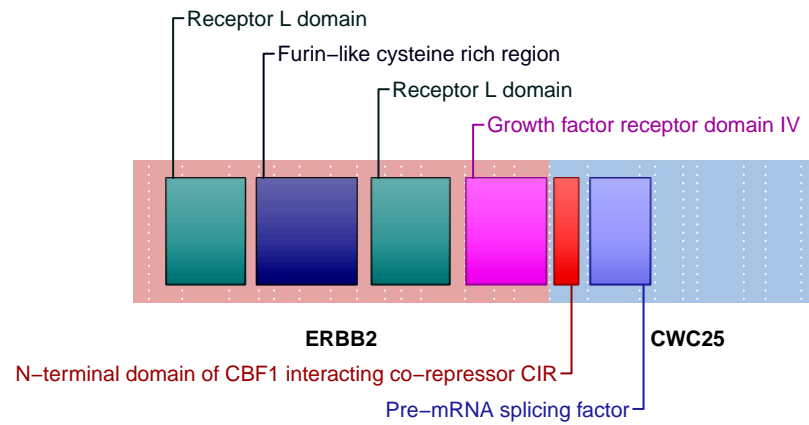 Receptor L domain
Furin−like cysteine rich region
Receptor L domain
Growth factor receptor domain IV
ERBB2
CWC25
N−terminal domain of CBF1 interacting co−repressor CIR
Pre−mRNA splicing factor